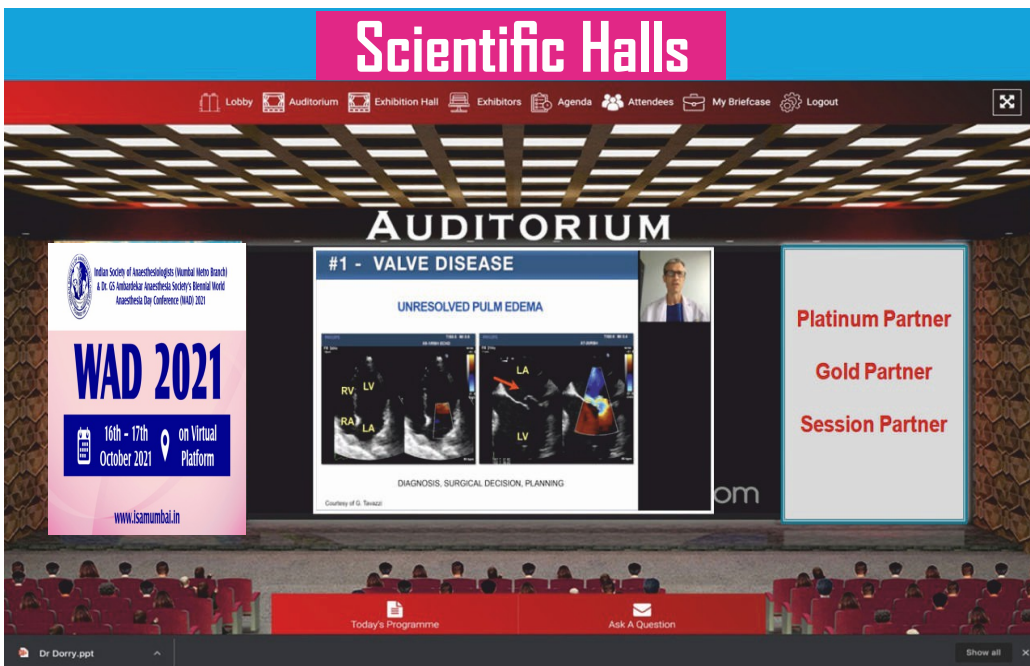 Scientific Halls
Lobby
Auditorium
Exhibition Hall
Exhibitors
Agenda
Attendees
My Briefcase
Logout
AUDITORIUM
Indian Society of Anaesthesiologists (Mumbai Metro Branch)
& Dr. GS Ambardekar Anaesthesia Society's Biennial World
Anaesthesia Day Conference (WAD) 2021
WAD 2021
16th – 17th
October 2021
on Virtual
Platform
www.isamumbai.in
#1 - VALVE DISEASE
UNRESOLVED PULM EDEMA
RV
LV
RA
LA
LA
LV
DIAGNOSIS, SURGICAL DECISION, PLANNING
Courtesy of G. Tavazzi
om
Platinum Partner
Gold Partner
Session Partner
Today's Programme
Ask A Question
Dr Dorry.ppt
Show all